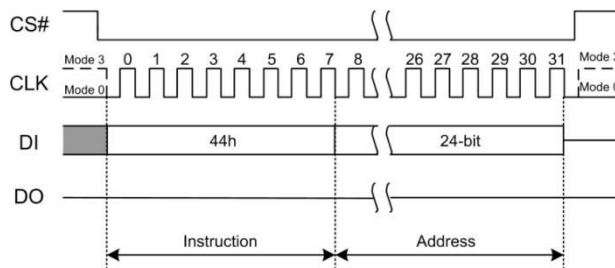 CS#
Mode 3 0 1 2 3 4 5 6 7 8 26 27 28 29 30 31 Mode 3
CLK
Mode 0 Mode 0
DI 44h 24-bit
DO
Instruction Address